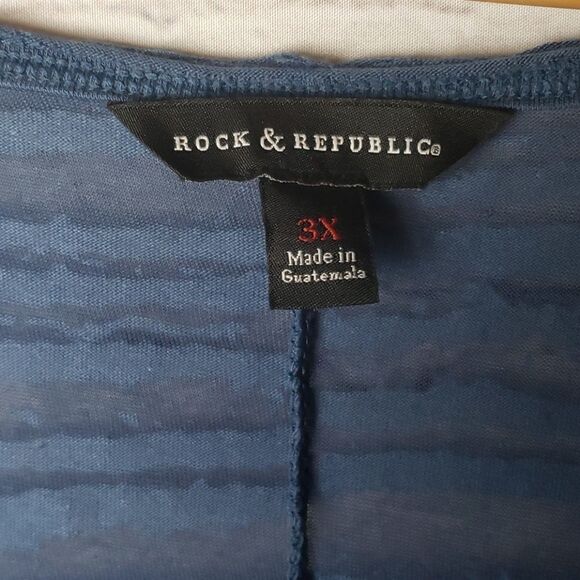 ROCK & REPUBLIC®
3X
Made in
Guatemala